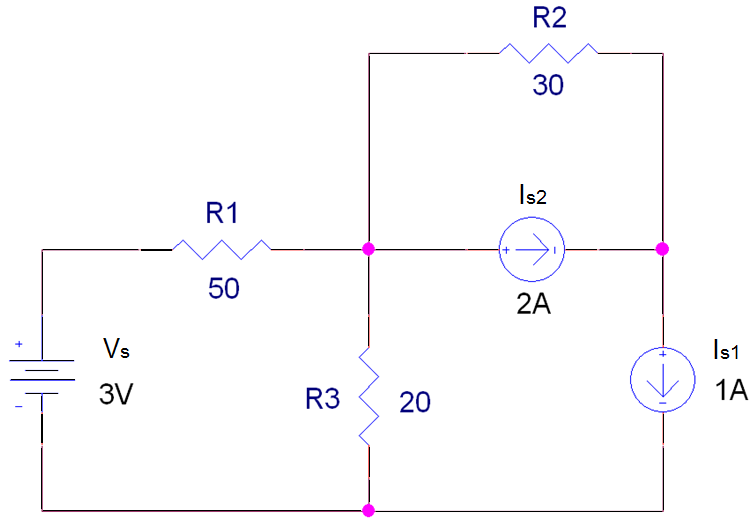 R2
30
Is2
2A
R1
50
+
Vs
3V
-
R3
20
+ -
Is1
1A
+
-